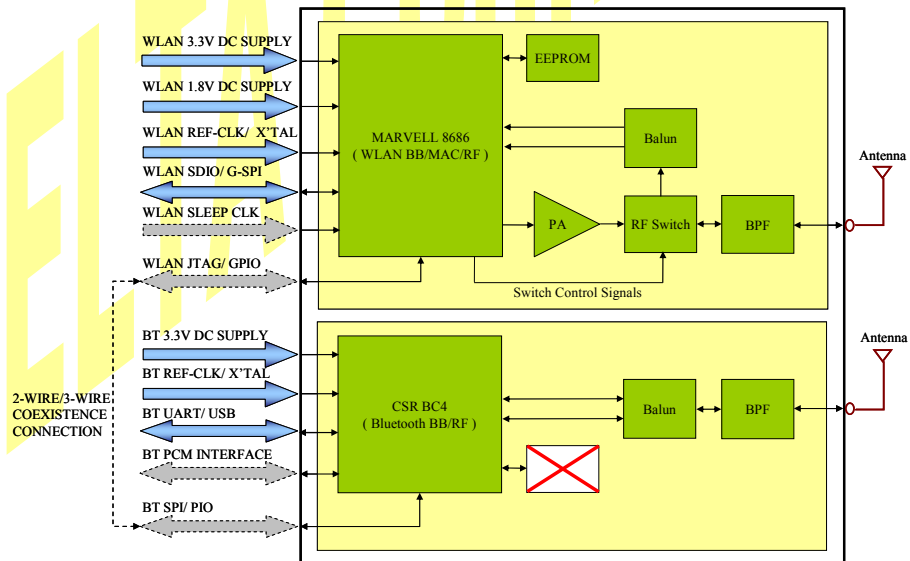 WLAN 3.3V DC SUPPLY
WLAN 1.8V DC SUPPLY
WLAN REF-CLK/ X'TAL
WLAN SDIO/ G-SPI
WLAN SLEEP CLK
WLAN JTAG/ GPIO
MARVELL 8686
( WLAN BB/MAC/RF )
EEPROM
Balun
PA
RF Switch
BPF
Antenna
Switch Control Signals
2-WIRE/3-WIRE
COEXISTENCE
CONNECTION
BT 3.3V DC SUPPLY
BT REF-CLK/ X'TAL
BT UART/ USB
BT PCM INTERFACE
BT SPI/ PIO
CSR BC4
( Bluetooth BB/RF )
Balun
BPF
Antenna